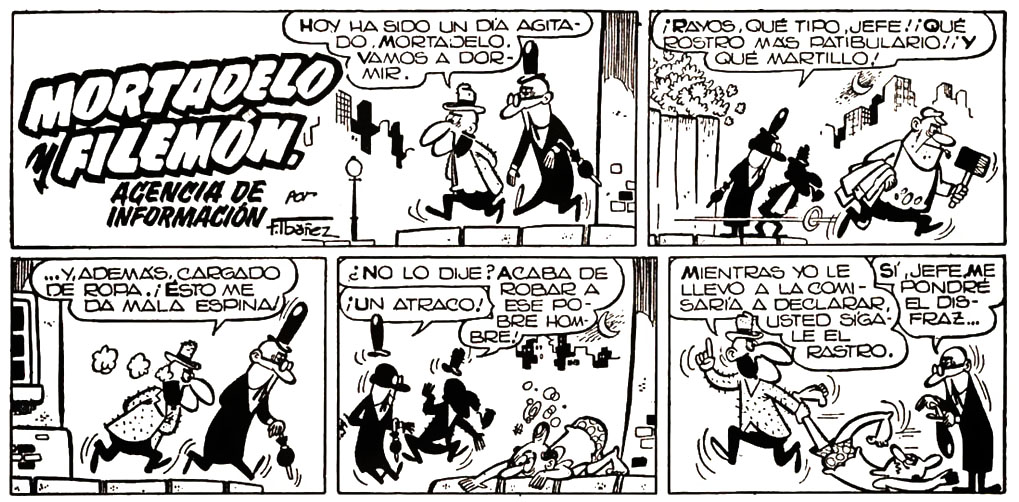 MORTADELO
Y FILEMÓN.
AGENCIA DE
INFORMACIÓN
por
F. Ibáñez
HOY HA SIDO UN DÍA AGITA-
DO, MORTADELO.
VAMOS A DOR-
MIR.
¡RAYOS, QUÉ TIPO, JEFE! ¡QUÉ
ROSTRO MÁS PATIBULARIO! ¡Y
QUÉ MARTILLO!
...Y, ADEMÁS, CARGADO
DE ROPA. ¡ÉSTO ME
DA MALA ESPINA!
¿NO LO DIJE?
¡UN ATRACO!
ACABA DE
ROBAR A
ESE PO-
BRE HOM-
BRE!
MIENTRAS YO LE
LLEVO A LA COMI-
SARÍA A DECLARAR,
USTED SIGA-
LE EL
RASTRO.
SÍ, JEFE, ME
PONDRÉ
EL DIS-
FRAZ...